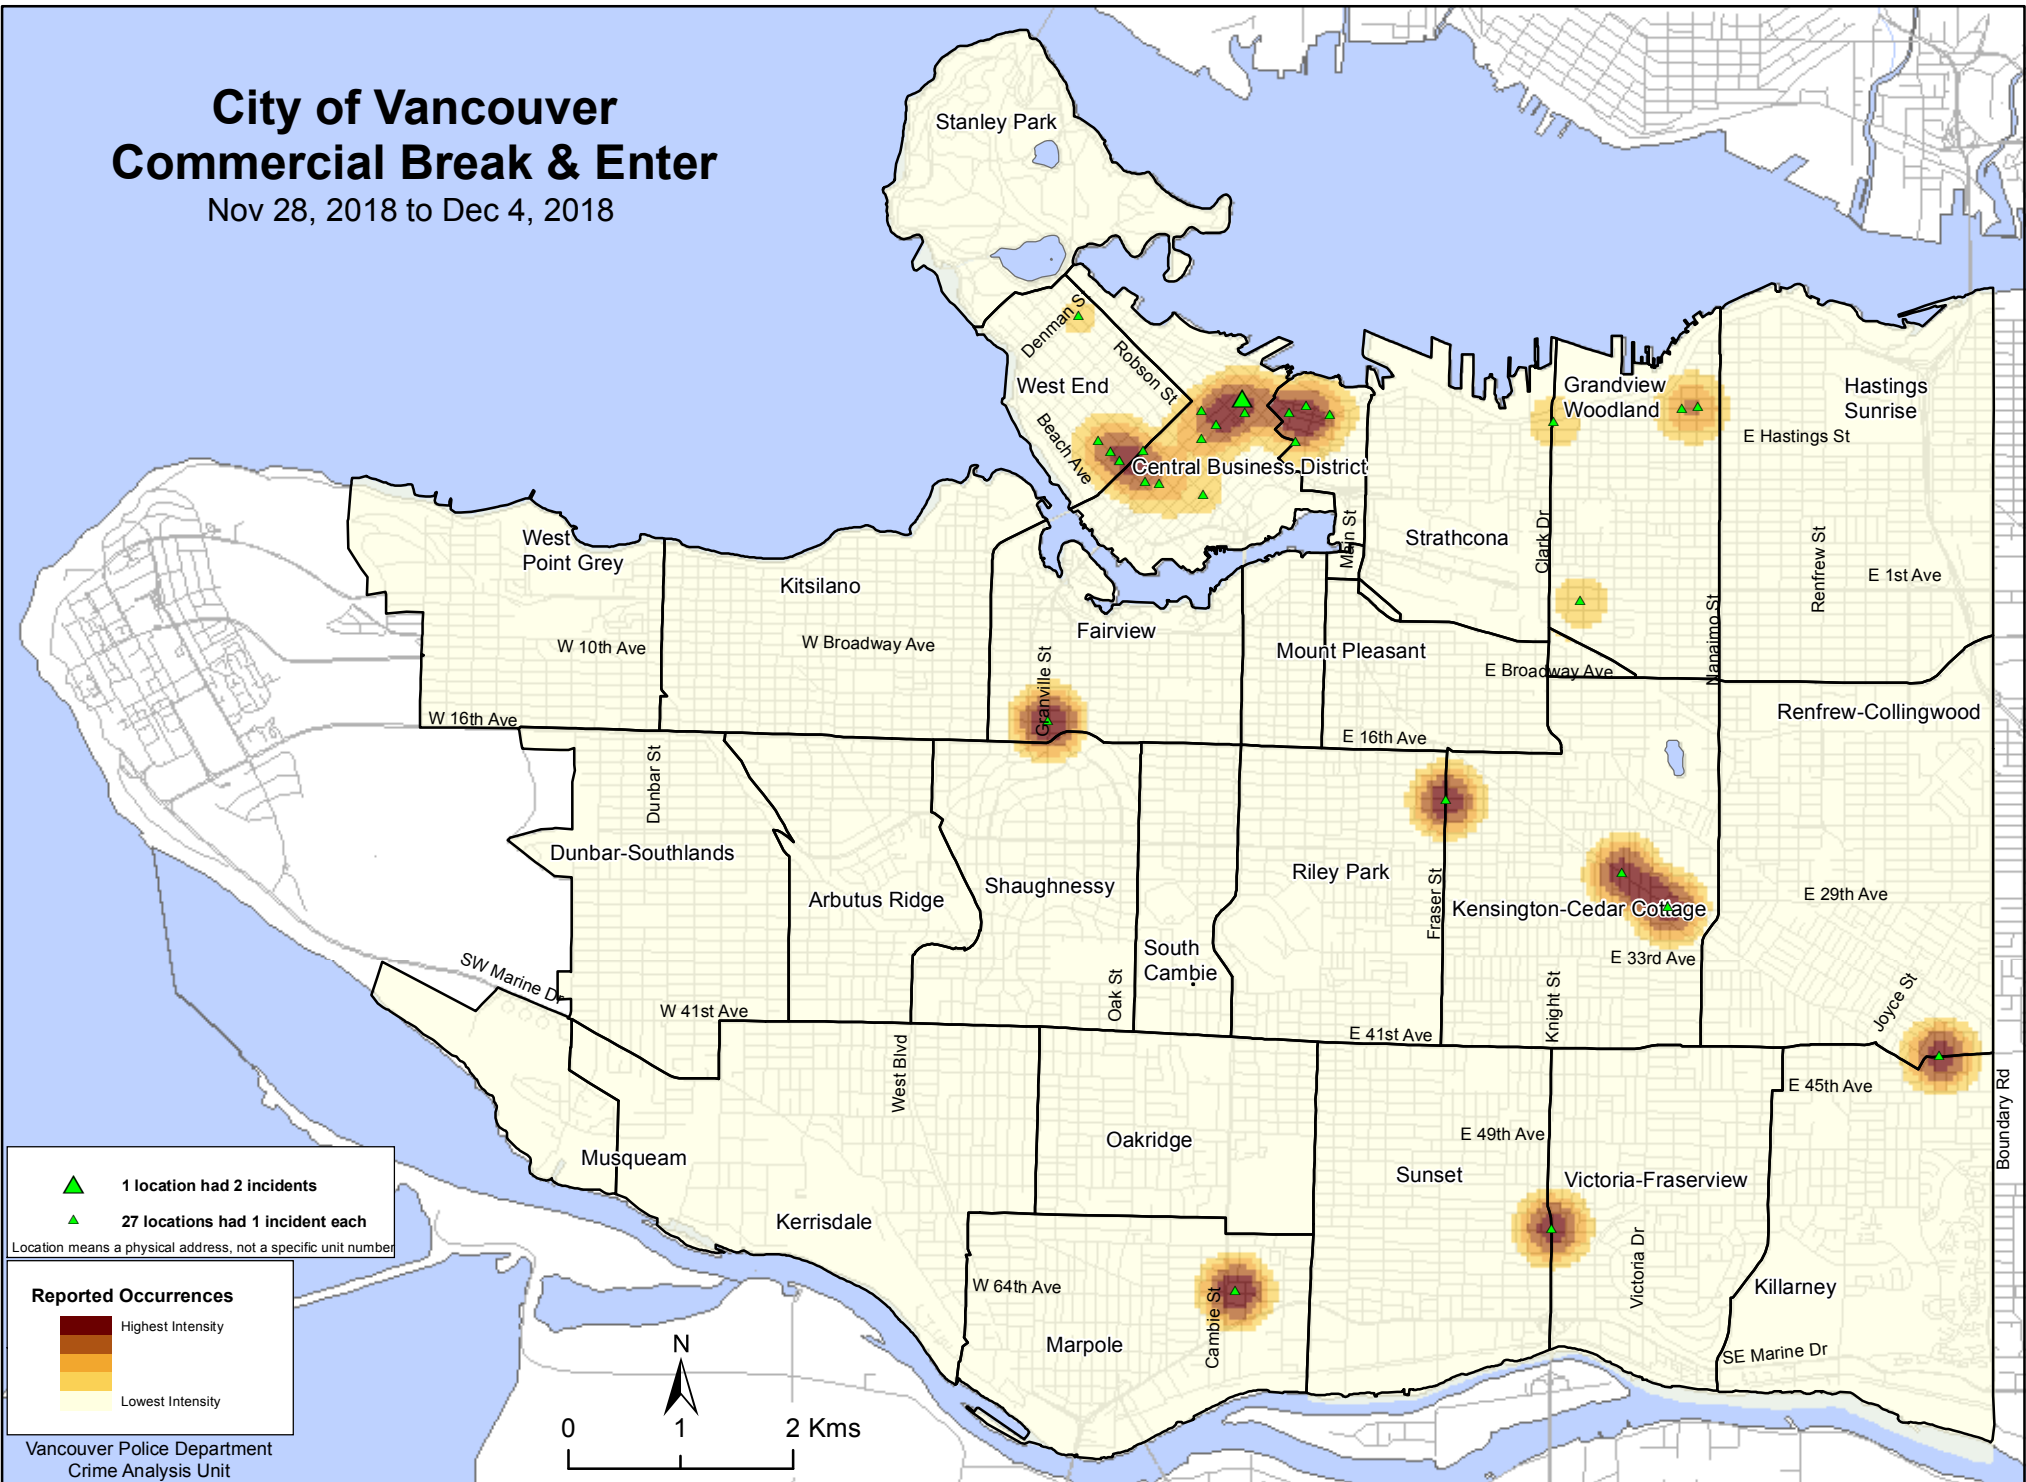 City of Vancouver
Commercial Break & Enter
Nov 28, 2018 to Dec 4, 2018
Stanley Park
Denman S
Robson St
West End
Beach Ave
Central Business District
Grandview
Woodland
Hastings
Sunrise
E Hastings St
West
Point Grey
Kitsilano
Fairview
Main St
Strathcona
Clark Dr
Nanaimo St
Renfrew St
E 1st Ave
W 10th Ave
W Broadway Ave
Granville St
Mount Pleasant
E Broadway Ave
W 16th Ave
E 16th Ave
Renfrew-Collingwood
Dunbar St
Dunbar-Southlands
Arbutus Ridge
Shaughnessy
South
Cambie
Oak St
Riley Park
Fraser St
Kensington-Cedar Cottage
E 29th Ave
E 33rd Ave
SW Marine Dr
W 41st Ave
E 41st Ave
Knight St
Joyce St
West Blvd
E 45th Ave
Boundary Rd
Musqueam
Oakridge
E 49th Ave
Sunset
Victoria-Fraserview
Kerrisdale
Victoria Dr
Killarney
W 64th Ave
Cambie St
Marpole
SE Marine Dr
1 location had 2 incidents
27 locations had 1 incident each
Location means a physical address, not a specific unit number
Reported Occurrences
Highest Intensity
Lowest Intensity
Vancouver Police Department
Crime Analysis Unit
N
0 1 2 Kms